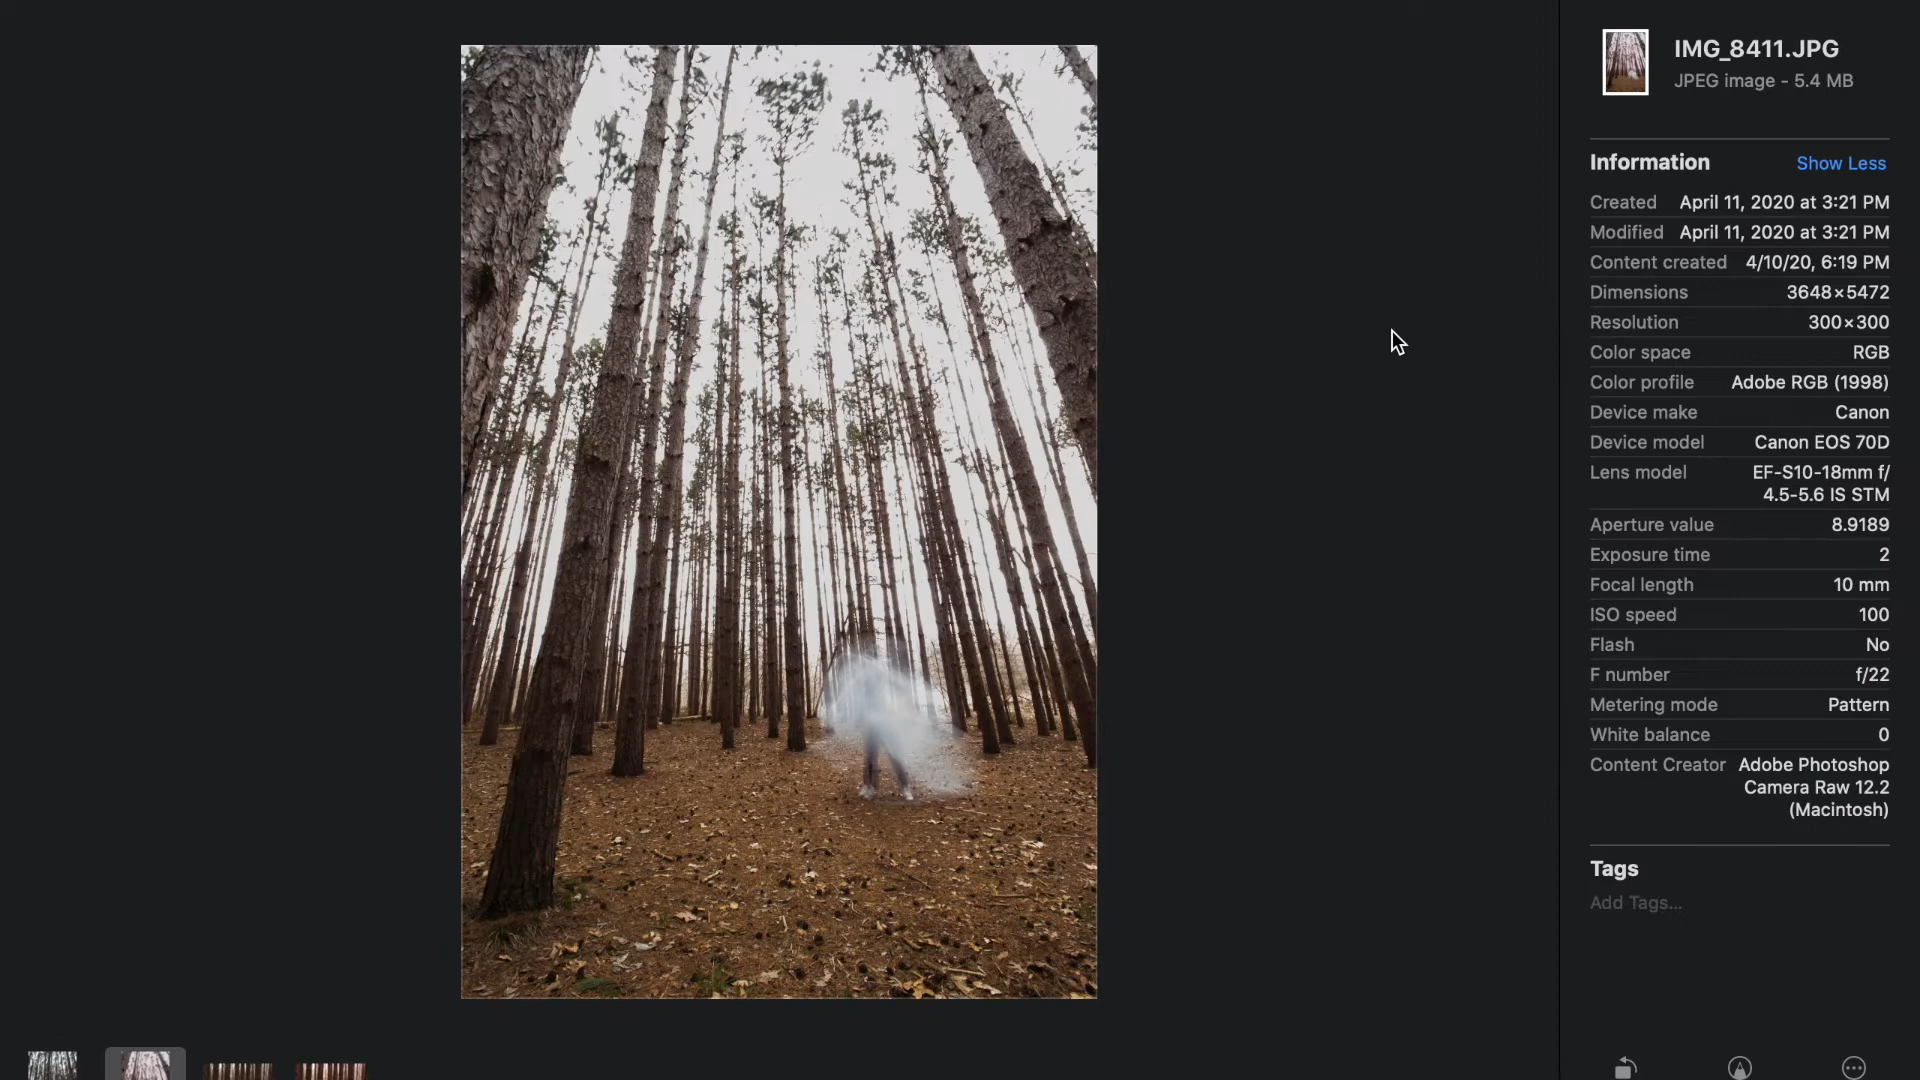 IMG_8411.JPG
JPEG image - 5.4 MB
Information Show Less
Created April 11, 2020 at 3:21 PM
Modified April 11, 2020 at 3:21 PM
Content created 4/10/20, 6:19 PM
Dimensions 3648×5472
Resolution 300×300
Color space RGB
Color profile Adobe RGB (1998)
Device make Canon
Device model Canon EOS 70D
Lens model EF-S10-18mm f/
4.5-5.6 IS STM
Aperture value 8.9189
Exposure time 2
Focal length 10 mm
ISO speed 100
Flash No
F number f/22
Metering mode Pattern
White balance 0
Content Creator Adobe Photoshop
Camera Raw 12.2
(Macintosh)
Tags
Add Tags...